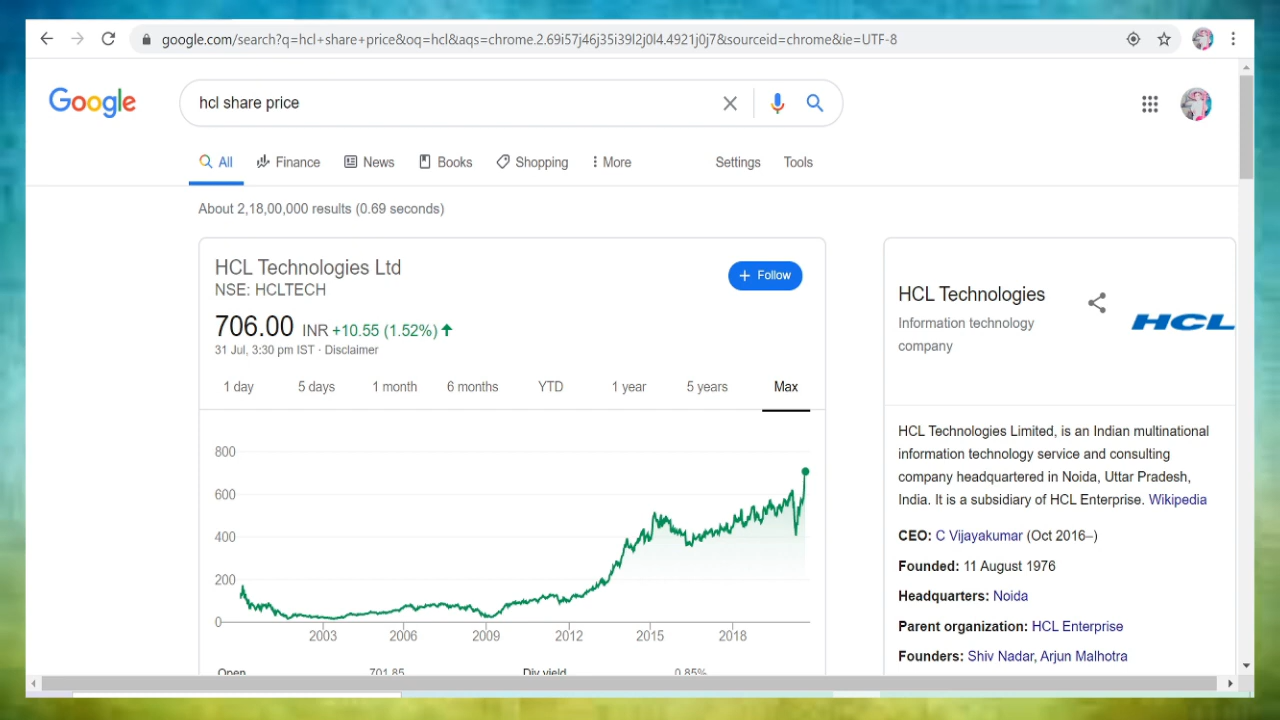 google.com/search?q=hcl+share+price&oq=hcl&aqs=chrome.2.69i57j46j35i39l2j0l4.4921j0j7&sourceid=chrome&ie=UTF-8
Google
hcl share price
All Finance News Books Shopping More Settings Tools
About 2,18,00,000 results (0.69 seconds)
HCL Technologies Ltd
NSE: HCLTECH
+ Follow
706.00 INR +10.55 (1.52%)
31 Jul, 3:30 pm IST · Disclaimer
1 day 5 days 1 month 6 months YTD 1 year 5 years Max
800
600
400
200
0
2003 2006 2009 2012 2015 2018
Open 701.85 Div yield 0.85%
HCL Technologies
Information technology
company
HCL
HCL Technologies Limited, is an Indian multinational
information technology service and consulting
company headquartered in Noida, Uttar Pradesh,
India. It is a subsidiary of HCL Enterprise. Wikipedia
CEO: C Vijayakumar (Oct 2016–)
Founded: 11 August 1976
Headquarters: Noida
Parent organization: HCL Enterprise
Founders: Shiv Nadar, Arjun Malhotra